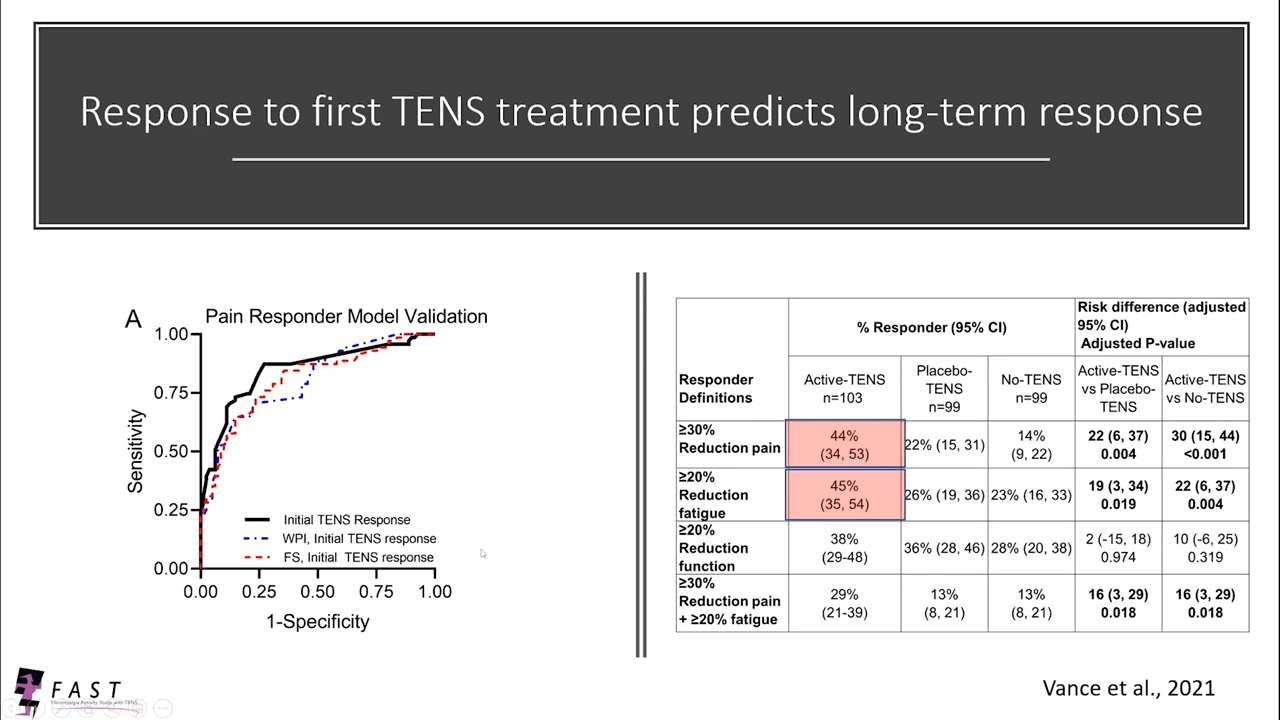 Response to first TENS treatment predicts long-term response
A
Pain Responder Model Validation
1.00
0.75
0.50
0.25
0.00
Sensitivity
Initial TENS Response
WPI, Initial TENS response
FS, Initial TENS response
0.00 0.25 0.50 0.75 1.00
1-Specificity
% Responder (95% CI)
Risk difference (adjusted
95% CI)
Adjusted P-value
Responder
Definitions
Active-TENS
n=103
Placebo-
TENS
n=99
No-TENS
n=99
Active-TENS
vs Placebo-
TENS
Active-TENS
vs No-TENS
≥30%
Reduction pain
44%
(34, 53)
22% (15, 31)
14%
(9, 22)
22 (6, 37)
0.004
30 (15, 44)
<0.001
≥20%
Reduction
fatigue
45%
(35, 54)
26% (19, 36)
23% (16, 33)
19 (3, 34)
0.019
22 (6, 37)
0.004
≥20%
Reduction
function
38%
(29-48)
36% (28, 46)
28% (20, 38)
2 (-15, 18)
0.974
10 (-6, 25)
0.319
≥30%
Reduction pain
+ ≥20% fatigue
29%
(21-39)
13%
(8, 21)
13%
(8, 21)
16 (3, 29)
0.018
16 (3, 29)
0.018
FAST
Fibromyalgia Activity Study with TENS
Vance et al., 2021